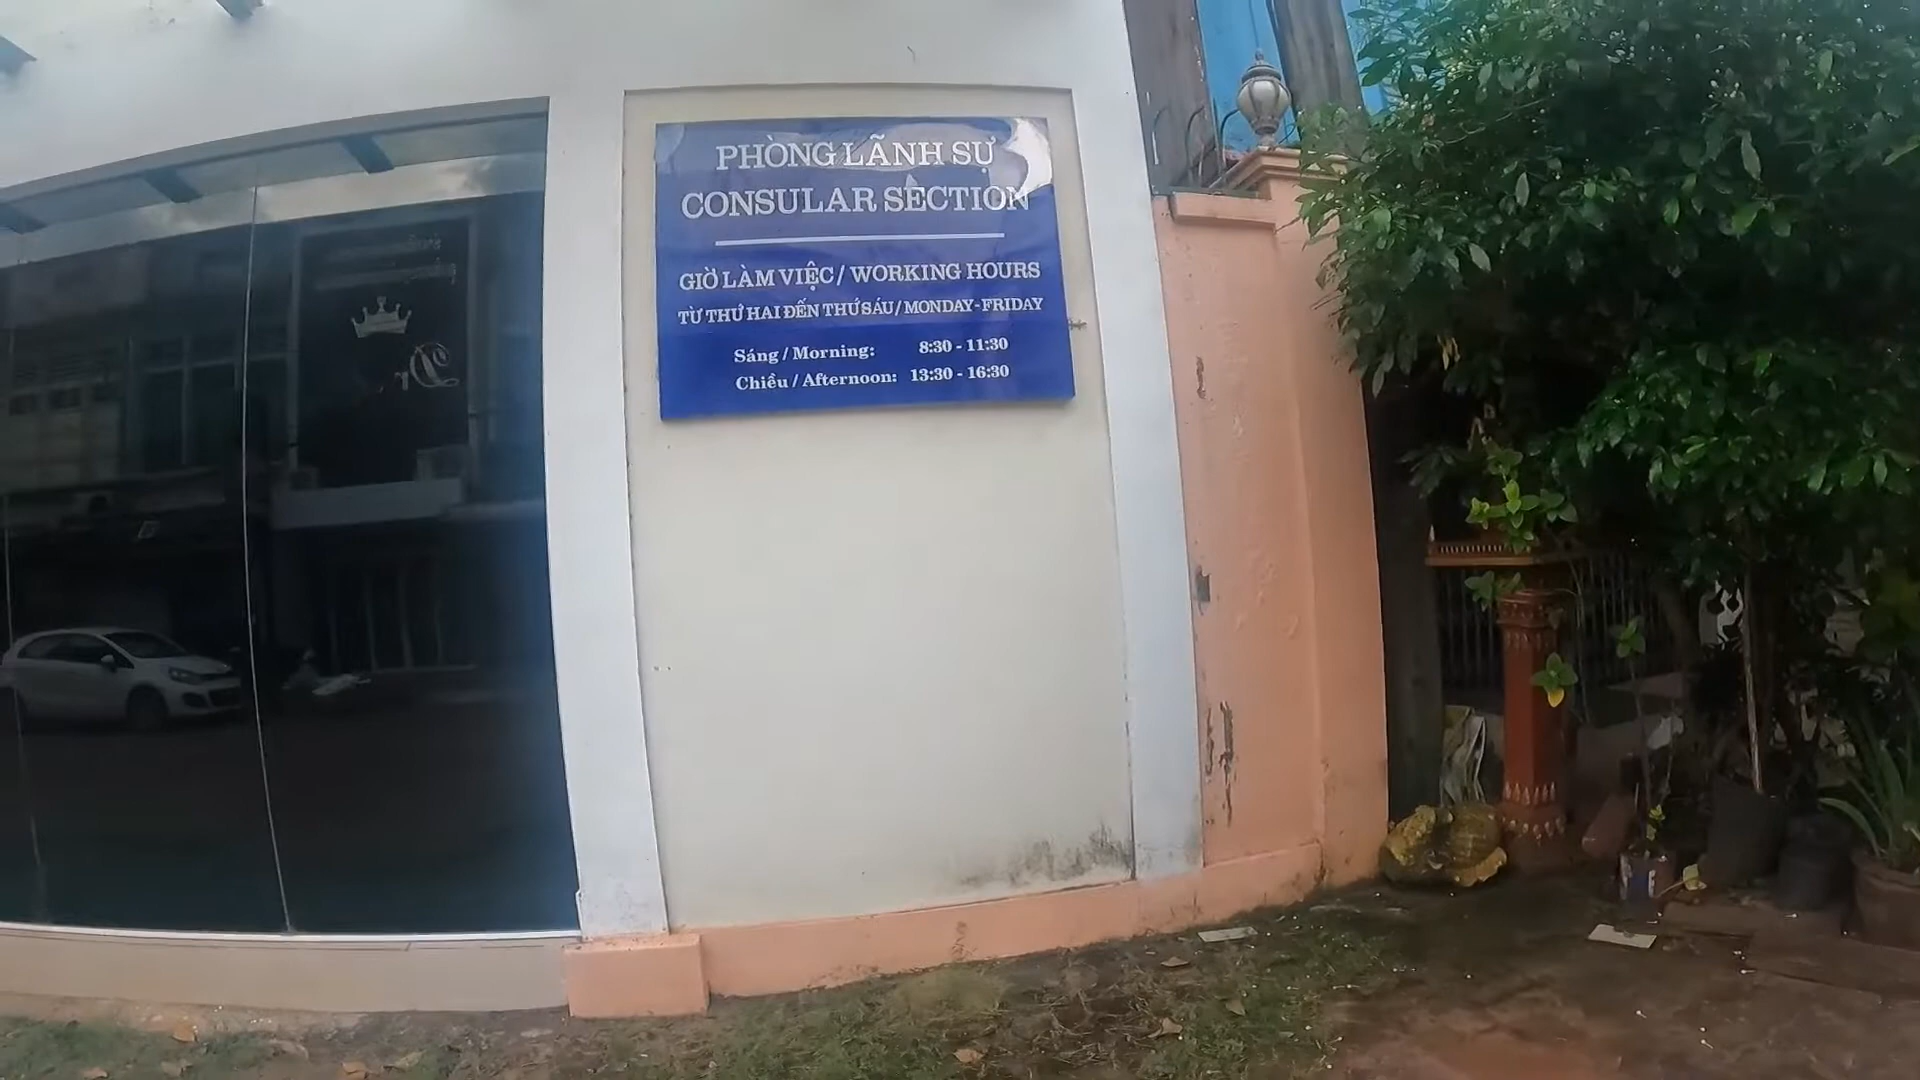 PHÒNG LÃNH SỰ
CONSULAR SECTION
GIỜ LÀM VIỆC / WORKING HOURS
TỪ THỨ HAI ĐẾN THỨ SÁU / MONDAY - FRIDAY
Sáng / Morning: 8:30 - 11:30
Chiều / Afternoon: 13:30 - 16:30